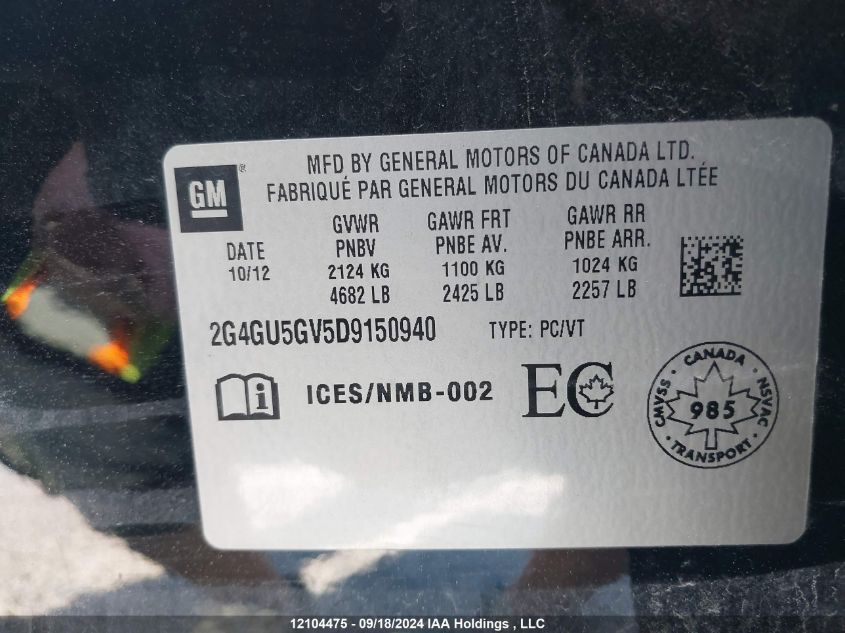 MFD BY GENERAL MOTORS OF CANADA LTD.
FABRIQUÉ PAR GENERAL MOTORS DU CANADA LTÉE
GM®
DATE
10/12
GVWR
PNBV
2124 KG
4682 LB
GAWR FRT
PNBE AV.
1100 KG
2425 LB
GAWR RR
PNBE ARR.
1024 KG
2257 LB
2G4GU5GV5D9150940 TYPE: PC/VT
i ICES/NMB-002 EC
CANADA
CMVSS 985 NSVAC
TRANSPORT
12104475 - 09/18/2024 IAA Holdings , LLC